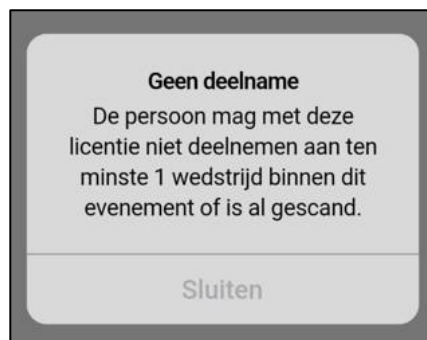 Geen deelname
De persoon mag met deze
licentie niet deelnemen aan ten
minste 1 wedstrijd binnen dit
evenement of is al gescand.
Sluiten